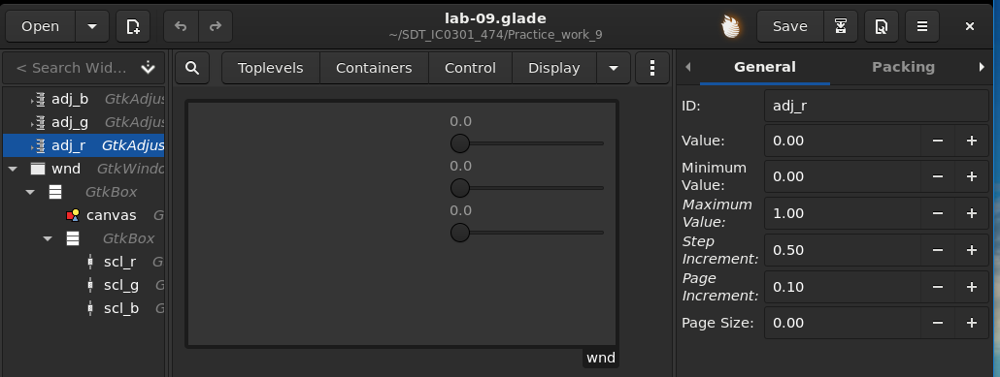 Open
lab-09.glade
~/SDT_IC0301_474/Practice_work_9
Save
< Search Wid...
Toplevels
Containers
Control
Display
General
Packing
adj_b GtkAdjus
adj_g GtkAdjus
adj_r GtkAdjus
wnd GtkWindo
GtkBox
canvas G
GtkBox
scl_r G
scl_g G
scl_b G
0.0
0.0
0.0
wnd
ID: adj_r
Value: 0.00
Minimum
Value: 0.00
Maximum
Value: 1.00
Step
Increment: 0.50
Page
Increment: 0.10
Page Size: 0.00